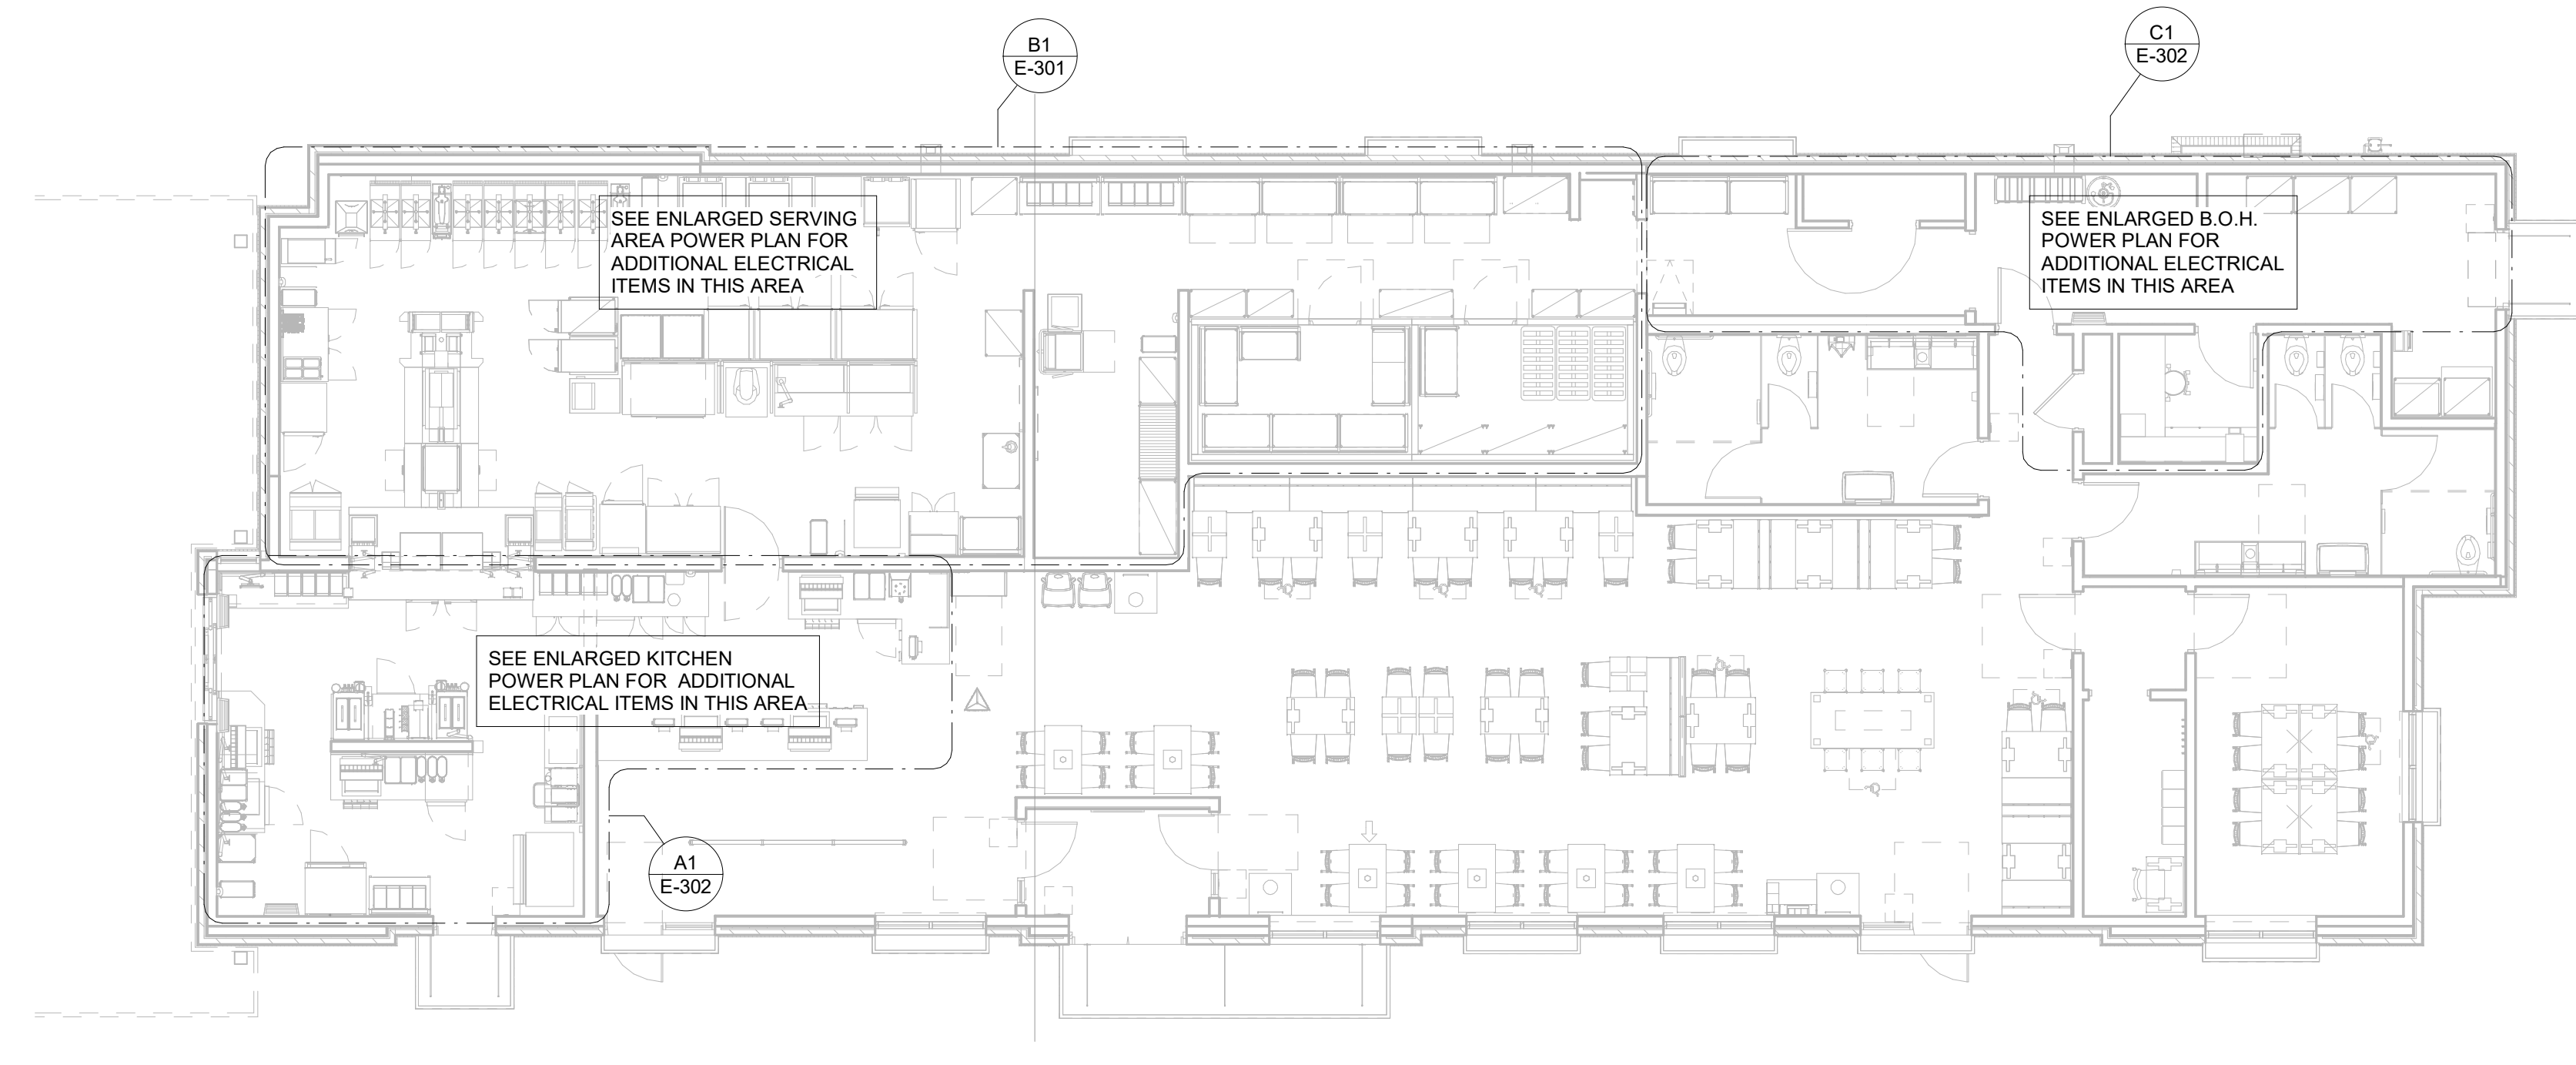 B1
E-301
C1
E-302
SEE ENLARGED SERVING
AREA POWER PLAN FOR
ADDITIONAL ELECTRICAL
ITEMS IN THIS AREA
SEE ENLARGED B.O.H.
POWER PLAN FOR
ADDITIONAL ELECTRICAL
ITEMS IN THIS AREA
SEE ENLARGED KITCHEN
POWER PLAN FOR ADDITIONAL
ELECTRICAL ITEMS IN THIS AREA
A1
E-302